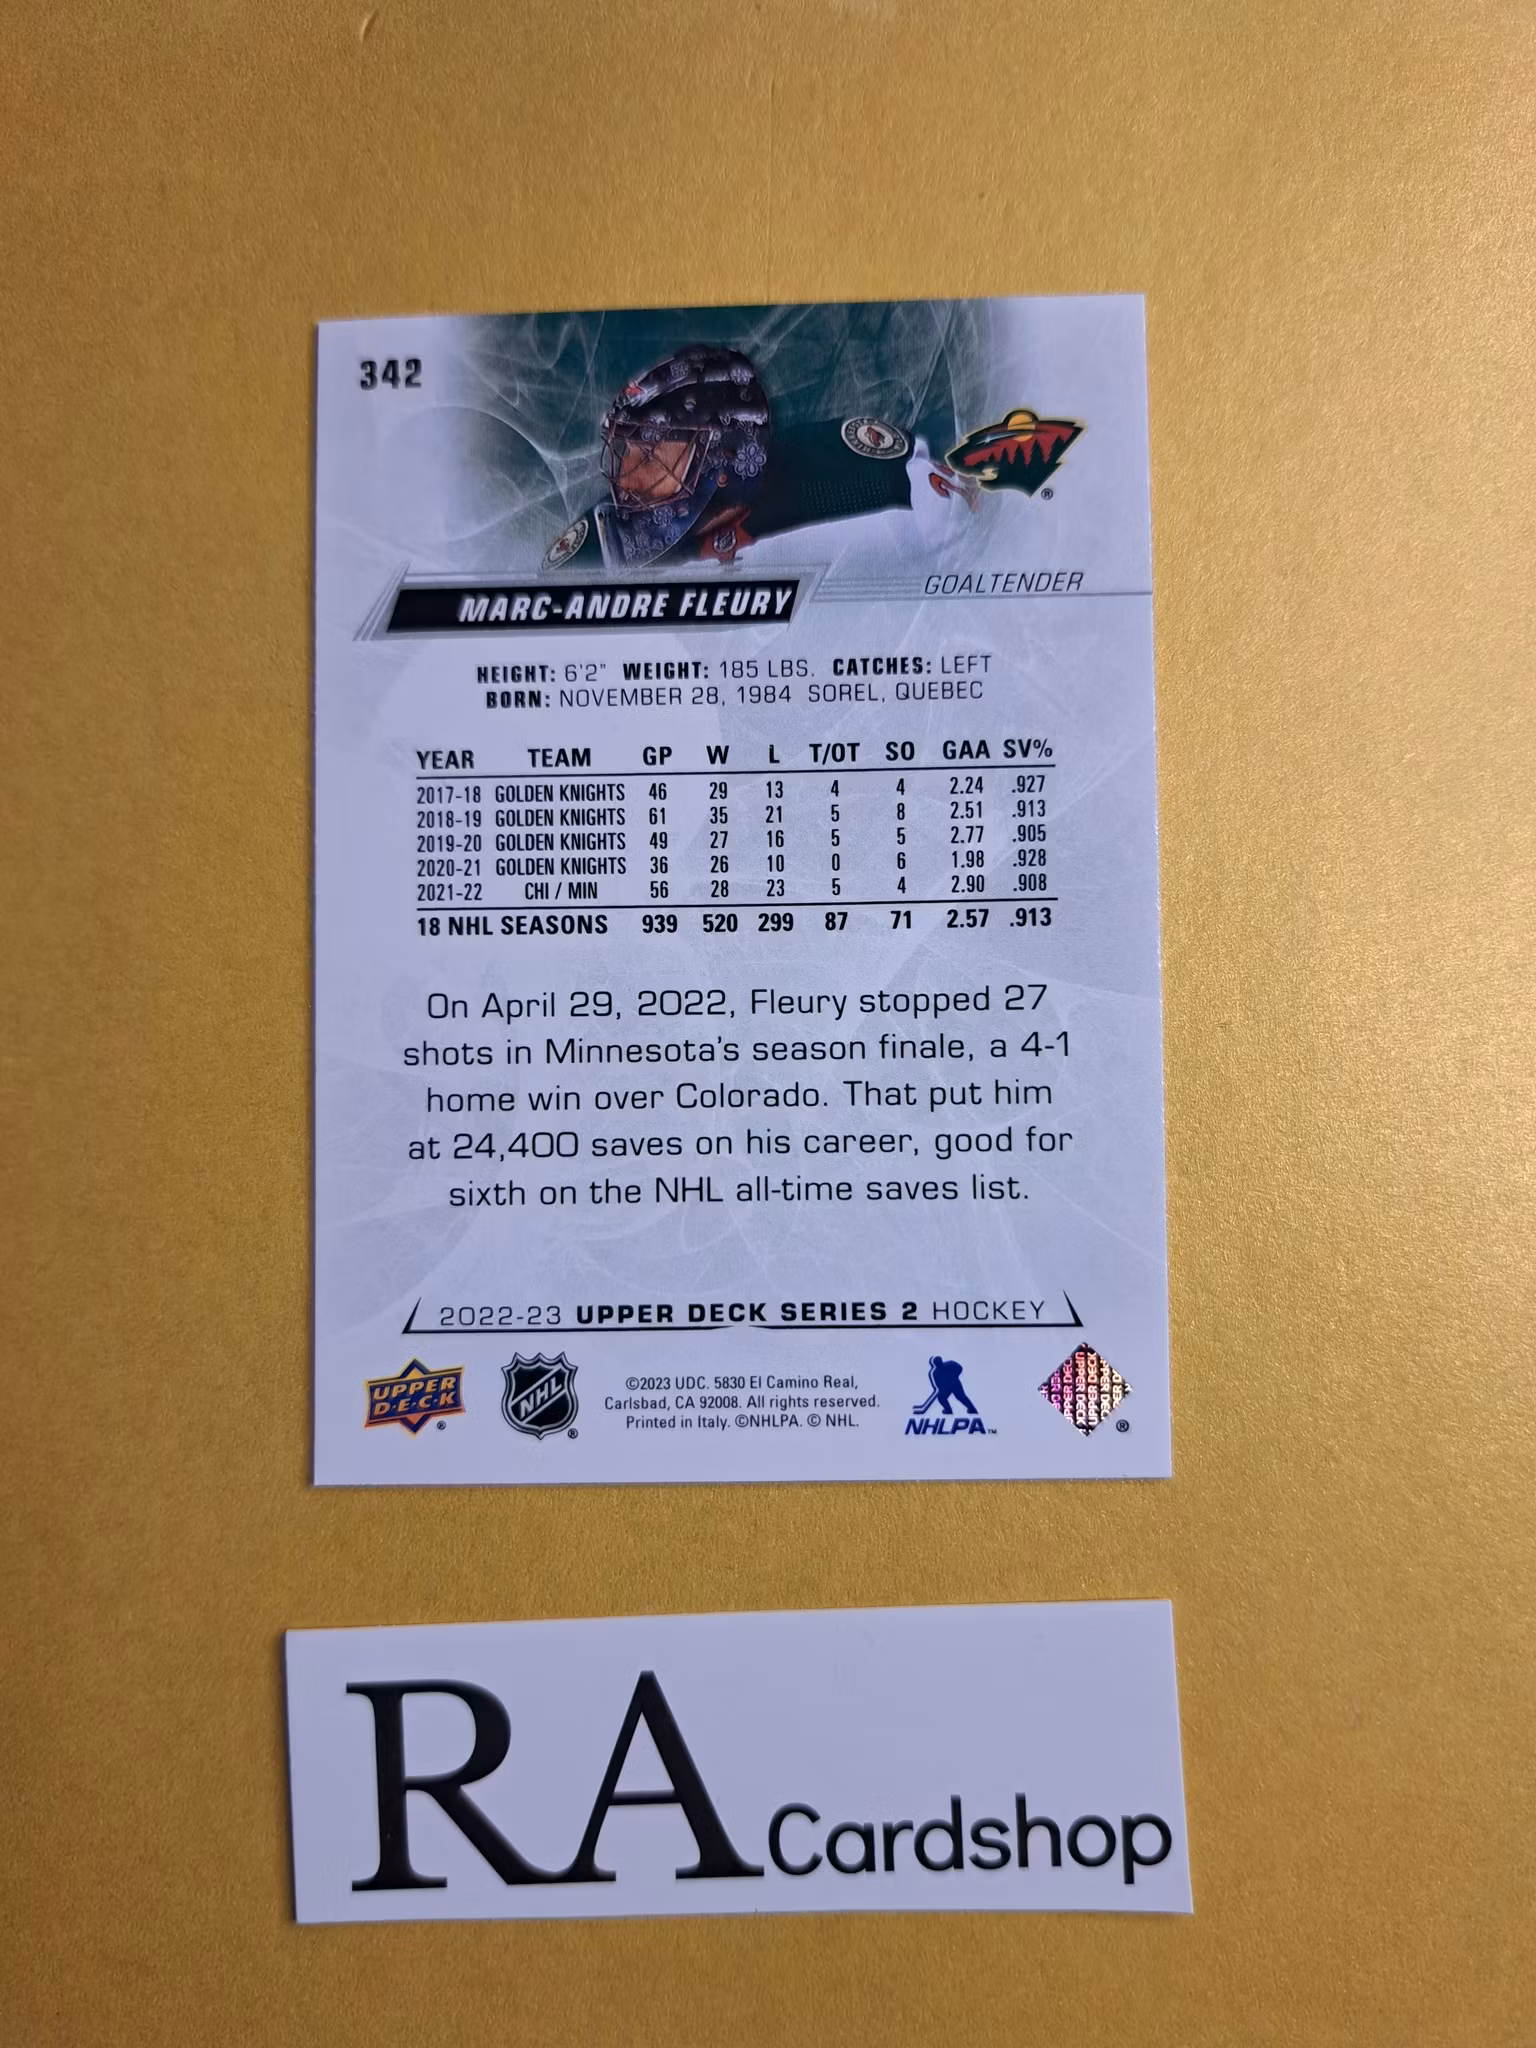 342
MARC-ANDRE FLEURY
GOALTENDER
HEIGHT: 6'2" WEIGHT: 185 LBS. CATCHES: LEFT
BORN: NOVEMBER 28, 1984 SOREL, QUEBEC
YEAR TEAM GP W L T/OT SO GAA SV%
2017-18 GOLDEN KNIGHTS 46 29 13 4 4 2.24 .927
2018-19 GOLDEN KNIGHTS 61 35 21 5 8 2.51 .913
2019-20 GOLDEN KNIGHTS 49 27 16 5 5 2.77 .905
2020-21 GOLDEN KNIGHTS 36 26 10 0 6 1.98 .928
2021-22 CHI / MIN 56 28 23 5 4 2.90 .908
18 NHL SEASONS 939 520 299 87 71 2.57 .913
On April 29, 2022, Fleury stopped 27
shots in Minnesota's season finale, a 4-1
home win over Colorado. That put him
at 24,400 saves on his career, good for
sixth on the NHL all-time saves list.
2022-23 UPPER DECK SERIES 2 HOCKEY
UPPER
D·E·C·K
®
NHL
®
©2023 UDC. 5830 El Camino Real,
Carlsbad, CA 92008. All rights reserved.
Printed in Italy. ©NHLPA. © NHL.
NHLPA™
UPPER DECK
®
RA Cardshop